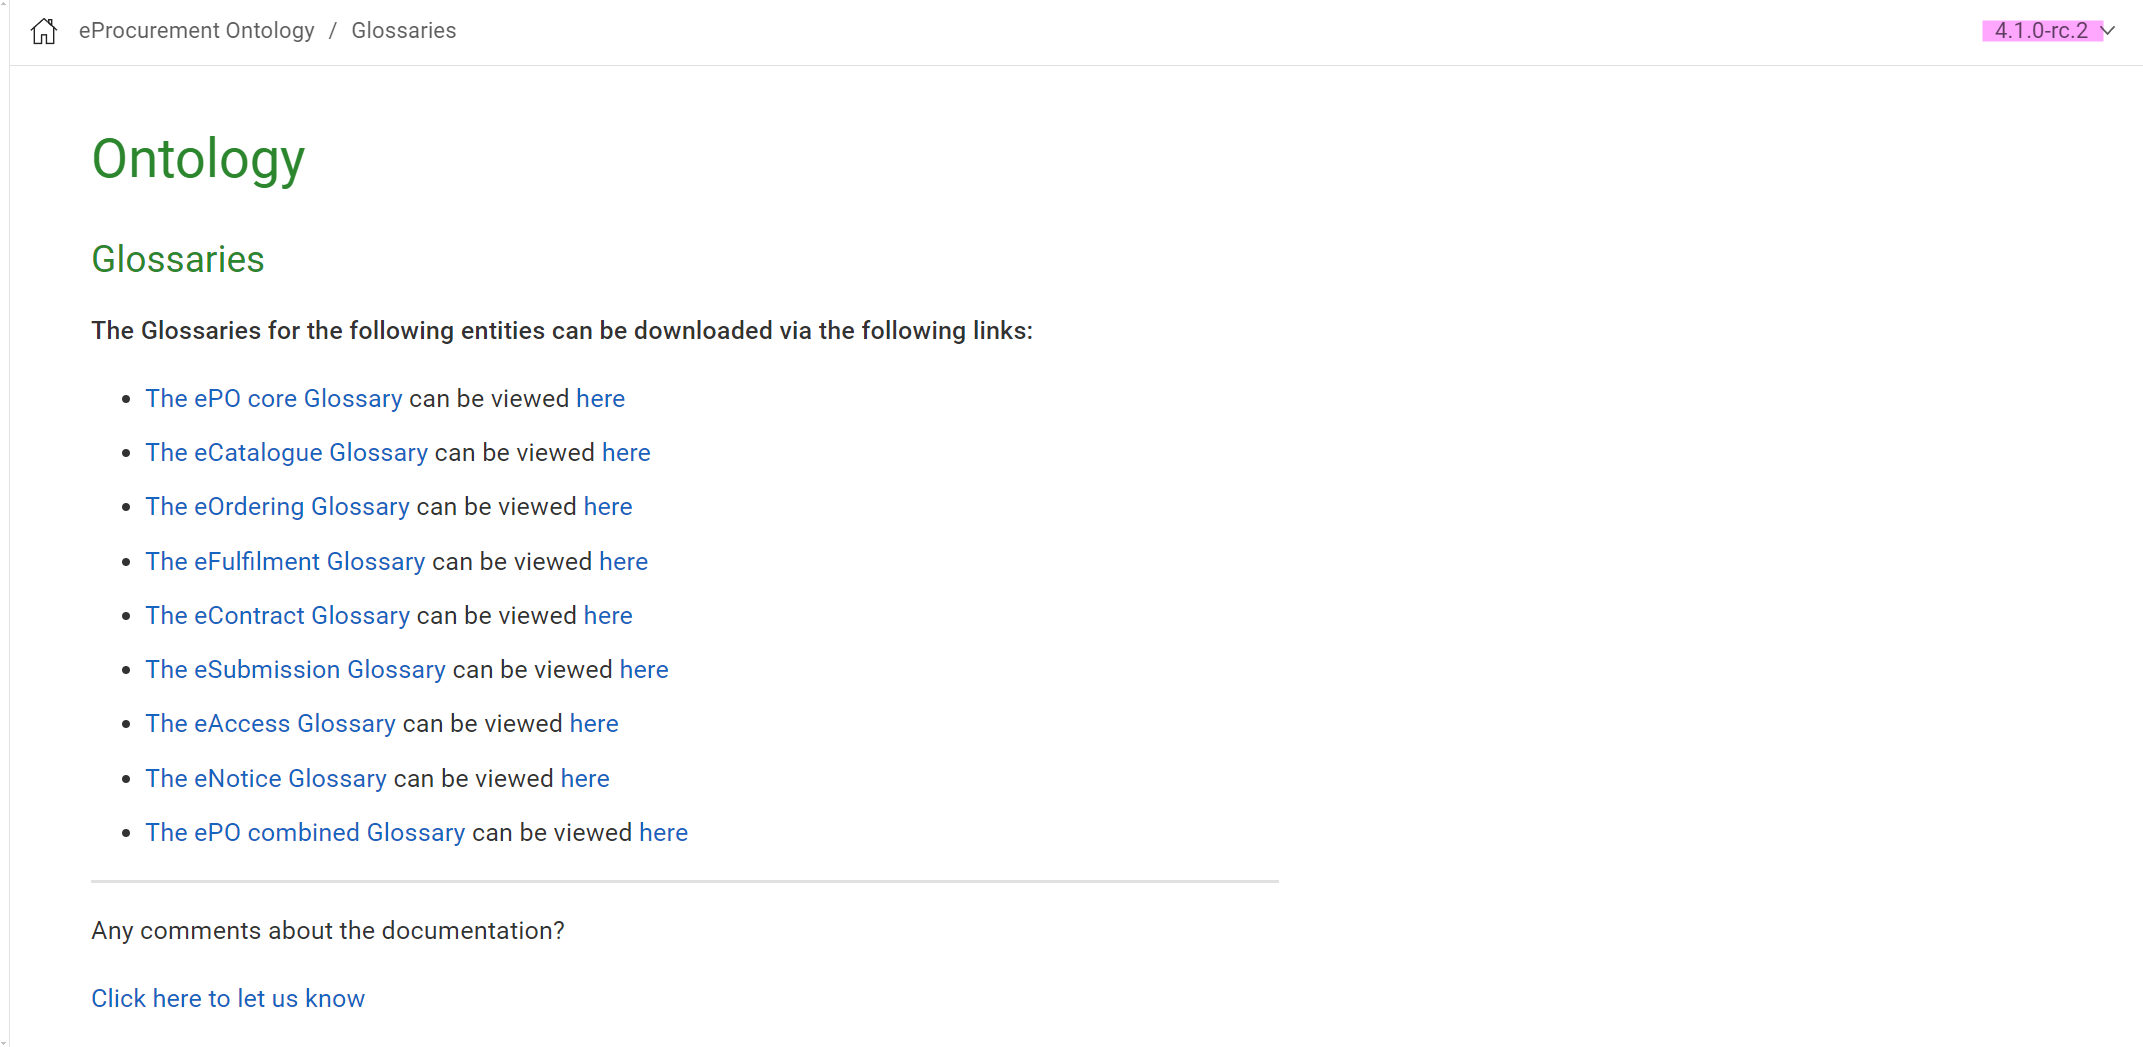 eProcurement Ontology / Glossaries
4.1.0-rc.2
Ontology
Glossaries
The Glossaries for the following entities can be downloaded via the following links:
The ePO core Glossary can be viewed here
The eCatalogue Glossary can be viewed here
The eOrdering Glossary can be viewed here
The eFulfilment Glossary can be viewed here
The eContract Glossary can be viewed here
The eSubmission Glossary can be viewed here
The eAccess Glossary can be viewed here
The eNotice Glossary can be viewed here
The ePO combined Glossary can be viewed here
Any comments about the documentation?
Click here to let us know